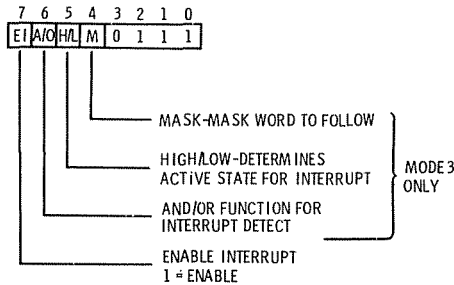 7 6 5 4 3 2 1 0
EI A/O H/L M 0 1 1 1
MASK-MASK WORD TO FOLLOW
HIGH/LOW-DETERMINES
ACTIVE STATE FOR INTERRUPT
MODE 3
ONLY
AND/OR FUNCTION FOR
INTERRUPT DETECT
ENABLE INTERRUPT
1 = ENABLE